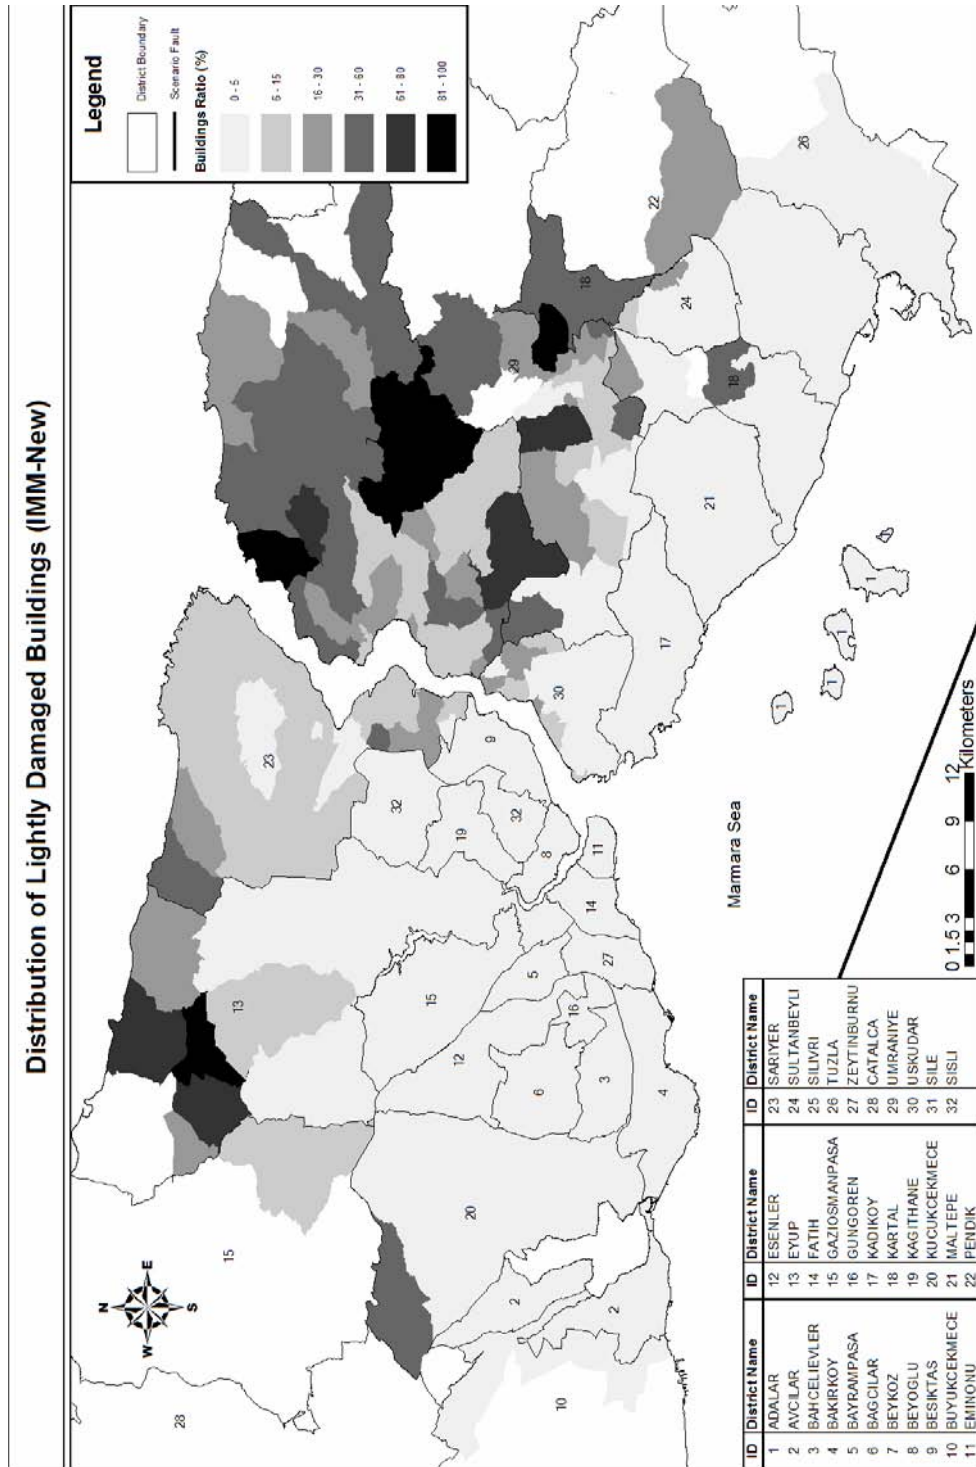 Distribution of Lightly Damaged Buildings (IMM-New)
Legend
District Boundary
Scenario Fault
Buildings Ratio (%)
0 - 5
6 - 15
16 - 30
31 - 60
61 - 80
81 - 100
N
W E
S
28
15
23
13
32
9
19
32
8
11
14
27
5
15
12
16
6
3
4
20
2
2
10
29
18
22
26
24
18
21
17
30
1
1
1
1
1
Marmara Sea
0 1.5 3 6 9 12
Kilometers
ID District Name ID District Name ID District Name
1 ADALAR 12 ESENLER 23 SARIYER
2 AVCILAR 13 EYUP 24 SULTANBEYLI
3 BAHCELIEVLER 14 FATIH 25 SILIVRI
4 BAKIRKOY 15 GAZIOSMANPASA 26 TUZLA
5 BAYRAMPASA 16 GUNGOREN 27 ZEYTINBURNU
6 BAGCILAR 17 KADIKOY 28 CATALCA
7 BEYKOZ 18 KARTAL 29 UMRANIYE
8 BEYOGLU 19 KAGITHANE 30 USKUDAR
9 BESIKTAS 20 KUCUKCEKMECE 31 SILE
10 BUYUKCEKMECE 21 MALTEPE 32 SISLI
11 EMINONU 22 PENDIK